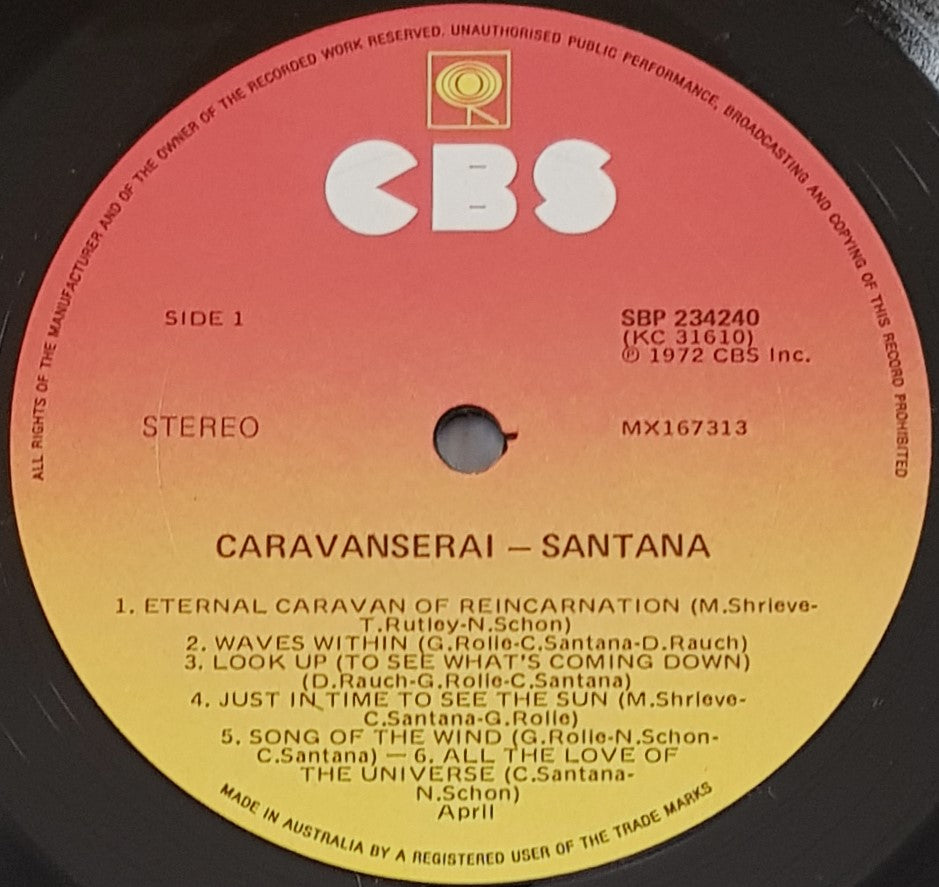 ALL RIGHTS OF THE MANUFACTURER AND OF THE OWNER OF THE RECORDED WORK RESERVED. UNAUTHORISED PUBLIC PERFORMANCE, BROADCASTING AND COPYING OF THIS RECORD PROHIBITED
CBS
SIDE 1
SBP 234240
(KC 31610)
℗ 1972 CBS Inc.
STEREO
MX167313
CARAVANSERAI – SANTANA
1. ETERNAL CARAVAN OF REINCARNATION (M.Shrieve-
T.Rutley-N.Schon)
2. WAVES WITHIN (G.Rolie-C.Santana-D.Rauch)
3. LOOK UP (TO SEE WHAT'S COMING DOWN)
(D.Rauch-G.Rolie-C.Santana)
4. JUST IN TIME TO SEE THE SUN (M.Shrieve-
C.Santana-G.Rolie)
5. SONG OF THE WIND (G.Rolie-N.Schon-
C.Santana) — 6. ALL THE LOVE OF
THE UNIVERSE (C.Santana-
N.Schon)
April
MADE IN AUSTRALIA BY A REGISTERED USER OF THE TRADE MARKS